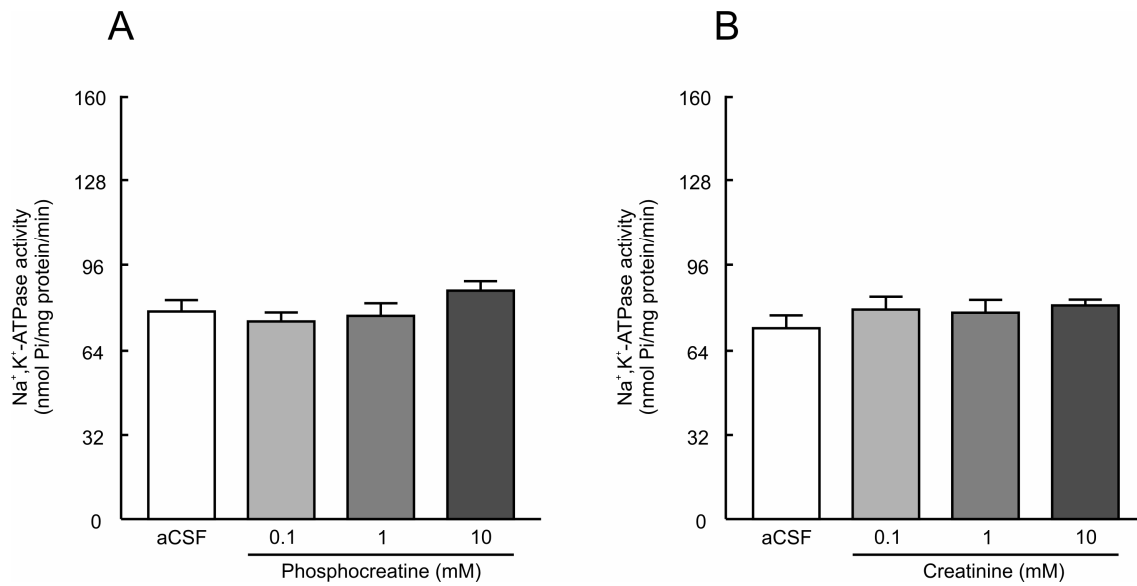 A
160
128
96
64
32
0
Na⁺,K⁺-ATPase activity
(nmol Pi/mg protein/min)
aCSF 0.1 1 10
Phosphocreatine (mM)
B
160
128
96
64
32
0
Na⁺,K⁺-ATPase activity
(nmol Pi/mg protein/min)
aCSF 0.1 1 10
Creatinine (mM)